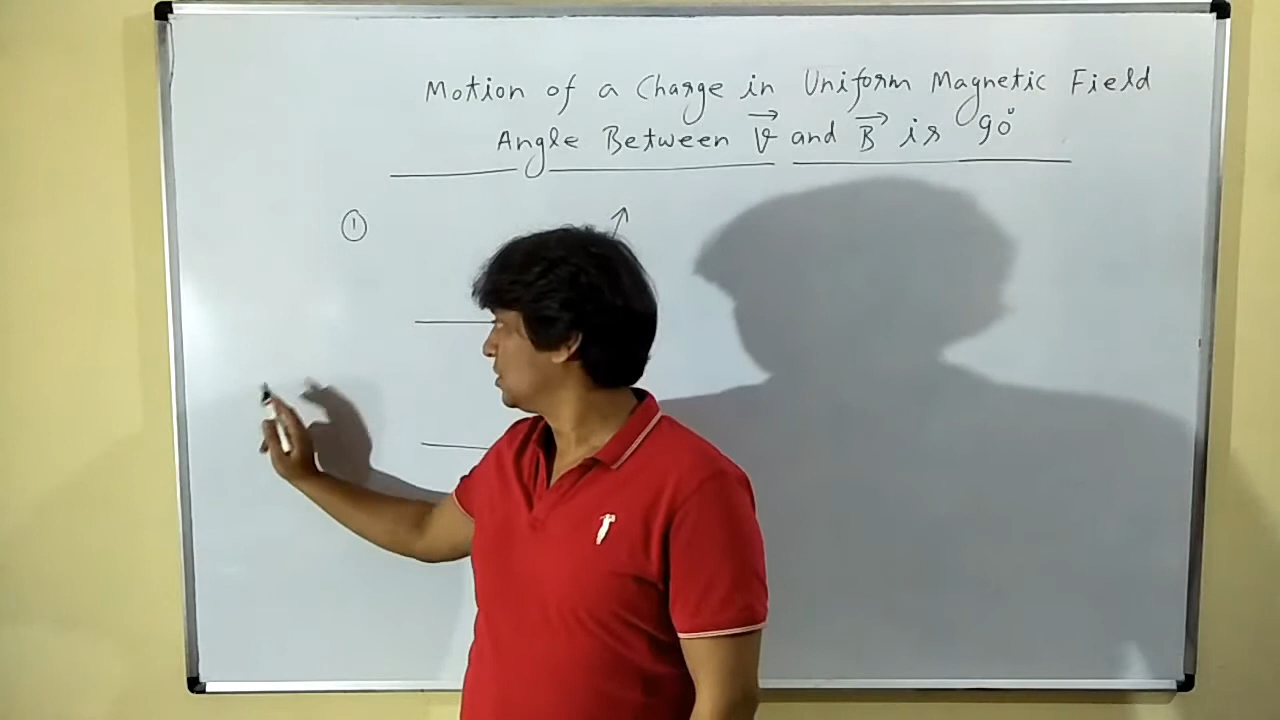 Motion of a Charge in Uniform Magnetic Field
Angle Between v⃗ and B⃗ is 90°
①